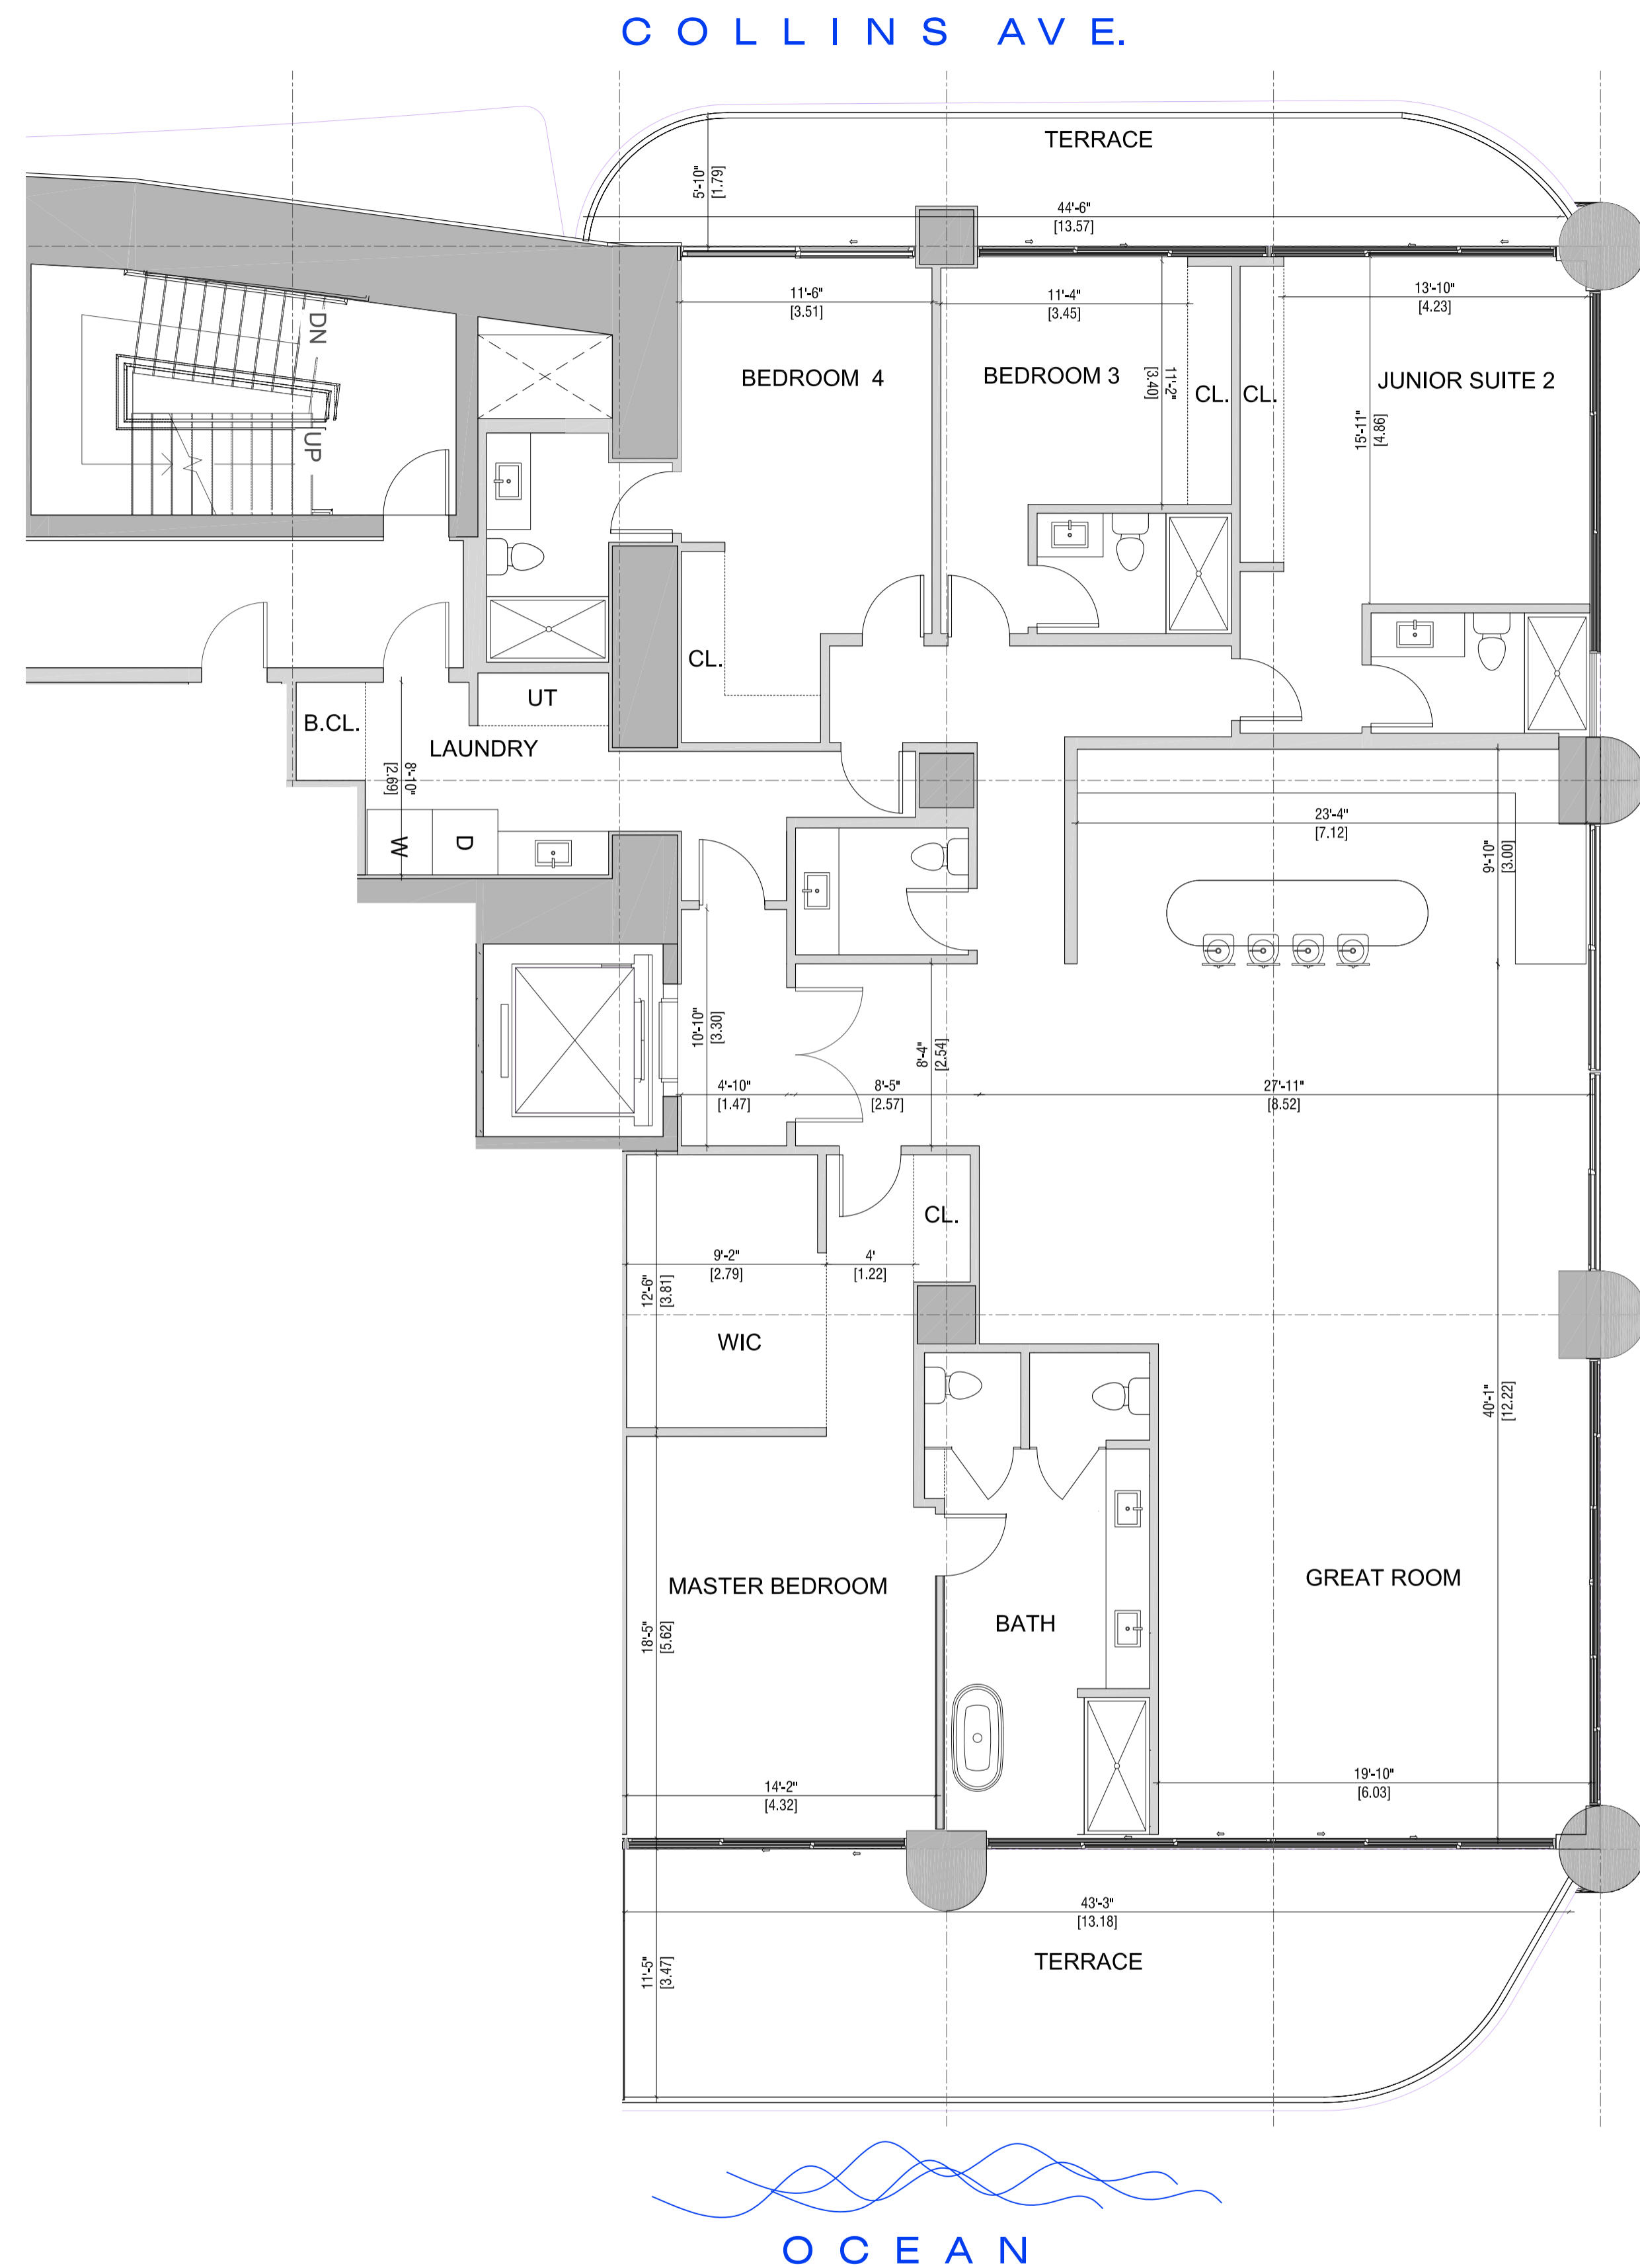 COLLINS AVE.
TERRACE
5'-10"
[1.79]
44'-6"
[13.57]
11'-6"
[3.51]
11'-4"
[3.45]
13'-10"
[4.23]
DN
UP
BEDROOM 4
BEDROOM 3
11'-2"
[3.40]
CL.
CL.
JUNIOR SUITE 2
15'-11"
[4.86]
CL.
UT
B.CL.
LAUNDRY
8'-10"
[2.69]
W
D
23'-4"
[7.12]
9'-10"
[3.00]
10'-10"
[3.30]
8'-4"
[2.54]
4'-10"
[1.47]
8'-5"
[2.57]
27'-11"
[8.52]
CL.
9'-2"
[2.79]
4'
[1.22]
12'-6"
[3.81]
WIC
40'-1"
[12.22]
MASTER BEDROOM
GREAT ROOM
BATH
18'-5"
[5.62]
14'-2"
[4.32]
19'-10"
[6.03]
43'-3"
[13.18]
TERRACE
11'-5"
[3.47]
OCEAN